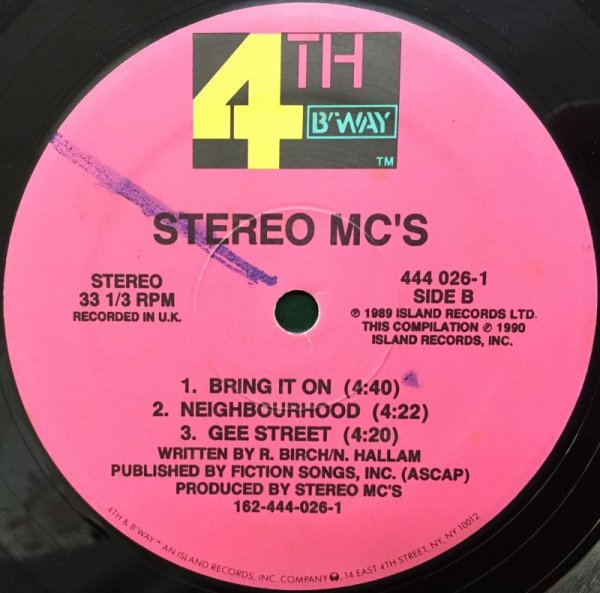 4TH
B'WAY
TM
STEREO MC'S
STEREO
33 1/3 RPM
RECORDED IN U.K.
444 026-1
SIDE B
℗ 1989 ISLAND RECORDS LTD.
THIS COMPILATION ℗ 1990
ISLAND RECORDS, INC.
1. BRING IT ON (4:40)
2. NEIGHBOURHOOD (4:22)
3. GEE STREET (4:20)
WRITTEN BY R. BIRCH/N. HALLAM
PUBLISHED BY FICTION SONGS, INC. (ASCAP)
PRODUCED BY STEREO MC'S
162-444-026-1
4TH & B'WAY™ AN ISLAND RECORDS, INC. COMPANY, 14 EAST 4TH STREET, NY, NY 10012